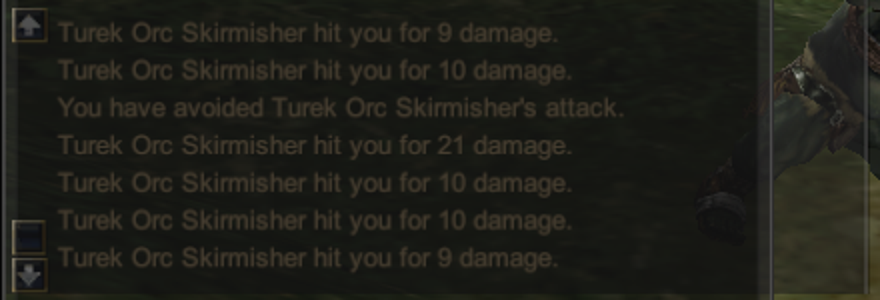 Turek Orc Skirmisher hit you for 9 damage.
Turek Orc Skirmisher hit you for 10 damage.
You have avoided Turek Orc Skirmisher's attack.
Turek Orc Skirmisher hit you for 21 damage.
Turek Orc Skirmisher hit you for 10 damage.
Turek Orc Skirmisher hit you for 10 damage.
Turek Orc Skirmisher hit you for 9 damage.